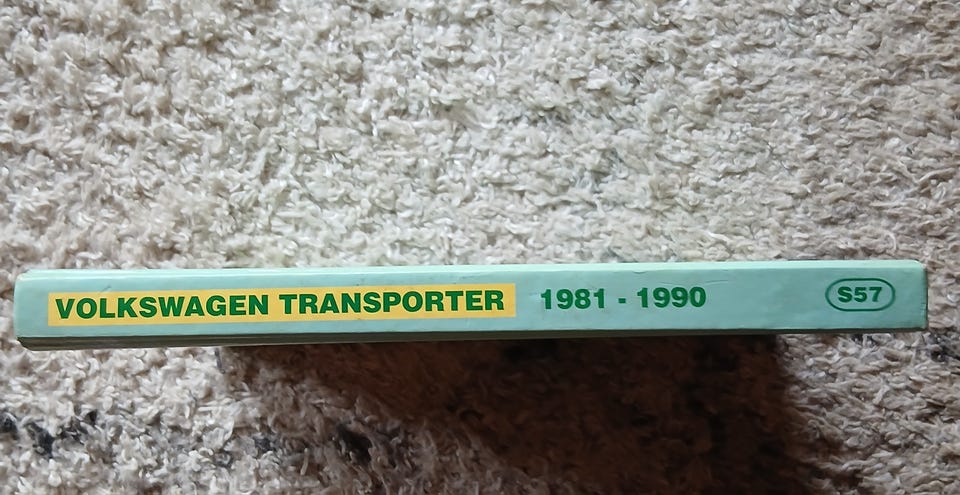 VOLKSWAGEN TRANSPORTER 1981 - 1990 S57